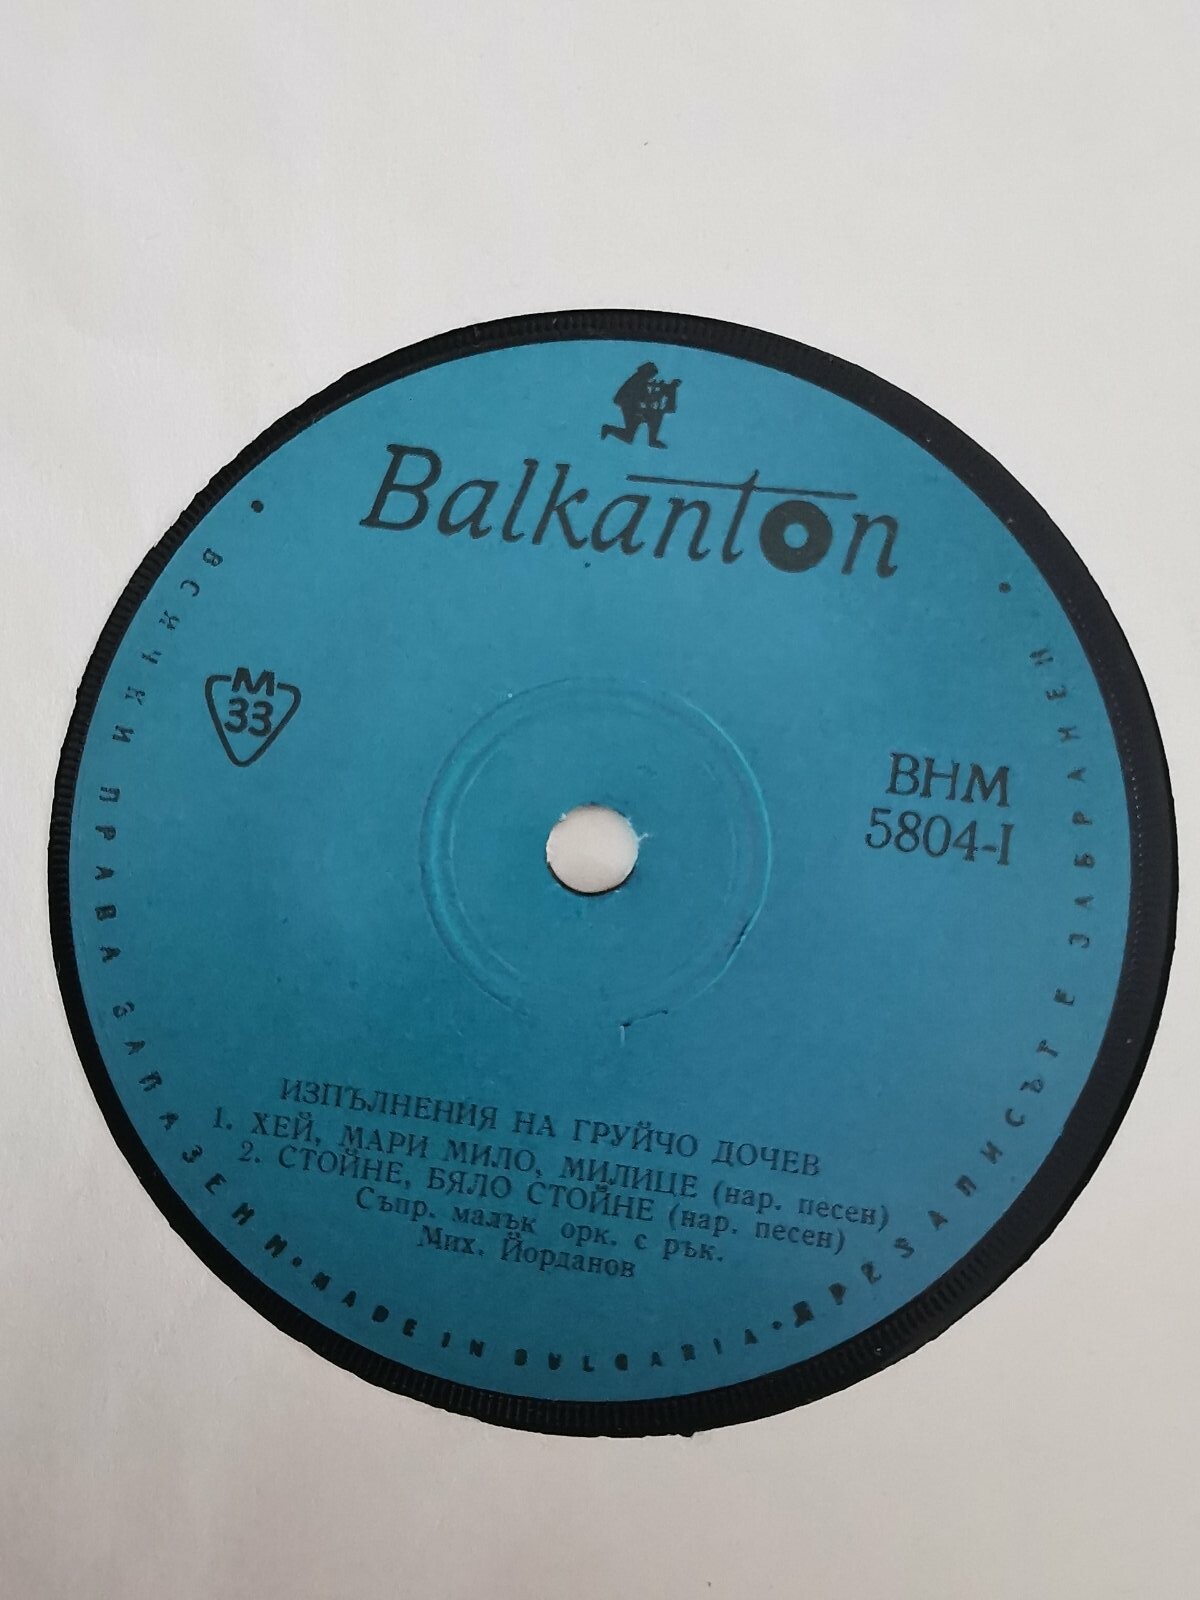 Balkanton
M
33
ВНМ
5804-I
ИЗПЪЛНЕНИЯ НА ГРУЙЧО ДОЧЕВ
1. ХЕЙ, МАРИ МИЛО, МИЛИЦЕ (нар. песен)
2. СТОЙНЕ, БЯЛО СТОЙНЕ (нар. песен)
Съпр. малък орк. с рък.
Мих. Йорданов
• ВСИЧКИ ПРАВА ЗАПАЗЕНИ • MADE IN BULGARIA • ПРЕЗАПИСЪТ Е ЗАБРАНЕН •